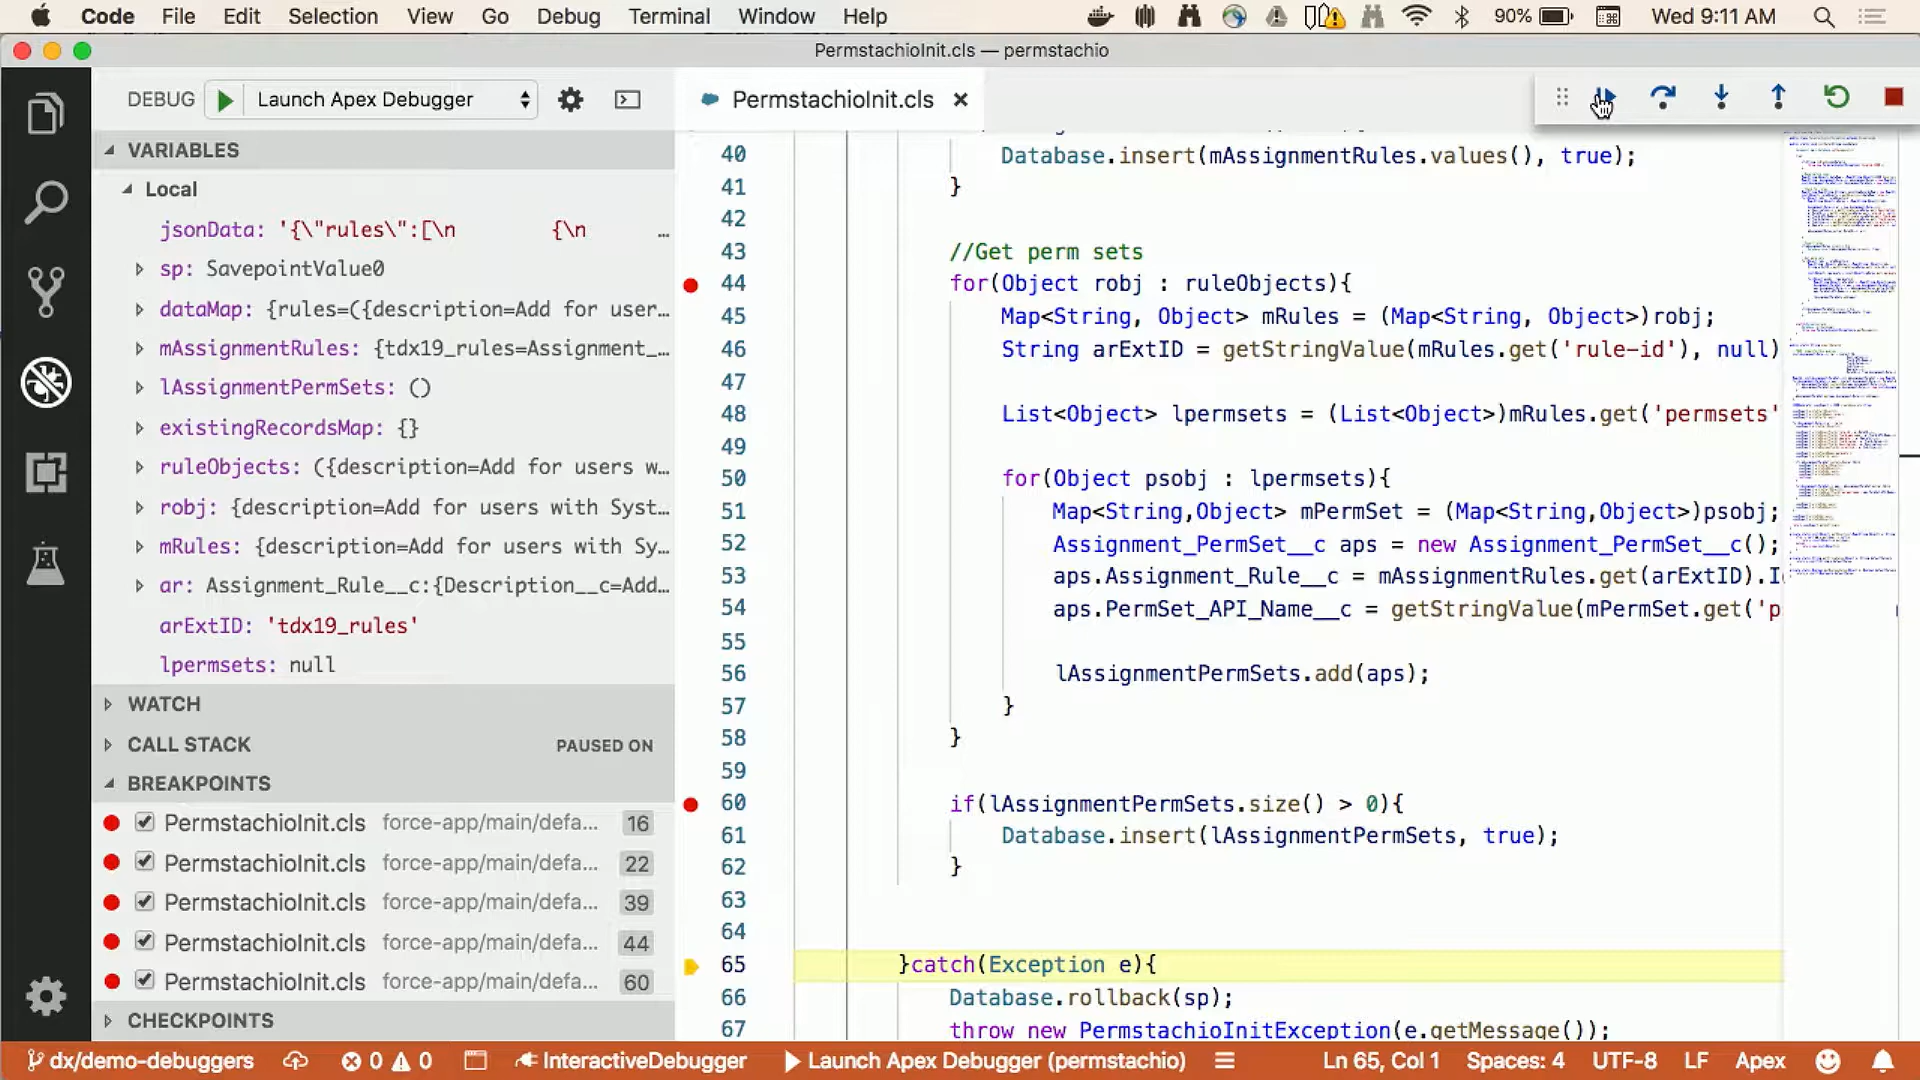 Code File Edit Selection View Go Debug Terminal Window Help 90% Wed 9:11 AM
PermstachioInit.cls — permstachio
DEBUG Launch Apex Debugger
PermstachioInit.cls
VARIABLES
Local
jsonData: '{\"rules\":[\n {\n …
sp: SavepointValue0
dataMap: {rules=({description=Add for user…
mAssignmentRules: {tdx19_rules=Assignment_…
lAssignmentPermSets: ()
existingRecordsMap: {}
ruleObjects: ({description=Add for users w…
robj: {description=Add for users with Syst…
mRules: {description=Add for users with Sy…
ar: Assignment_Rule__c:{Description__c=Add…
arExtID: 'tdx19_rules'
lpermsets: null
WATCH
CALL STACK PAUSED ON
BREAKPOINTS
PermstachioInit.cls force-app/main/defa… 16
PermstachioInit.cls force-app/main/defa… 22
PermstachioInit.cls force-app/main/defa… 39
PermstachioInit.cls force-app/main/defa… 44
PermstachioInit.cls force-app/main/defa… 60
CHECKPOINTS
40 Database.insert(mAssignmentRules.values(), true);
41 }
42
43 //Get perm sets
44 for(Object robj : ruleObjects){
45 Map<String, Object> mRules = (Map<String, Object>)robj;
46 String arExtID = getStringValue(mRules.get('rule-id'), null)
47
48 List<Object> lpermsets = (List<Object>)mRules.get('permsets'
49
50 for(Object psobj : lpermsets){
51 Map<String,Object> mPermSet = (Map<String,Object>)psobj;
52 Assignment_PermSet__c aps = new Assignment_PermSet__c();
53 aps.Assignment_Rule__c = mAssignmentRules.get(arExtID).I
54 aps.PermSet_API_Name__c = getStringValue(mPermSet.get('p
55
56 lAssignmentPermSets.add(aps);
57 }
58 }
59
60 if(lAssignmentPermSets.size() > 0){
61 Database.insert(lAssignmentPermSets, true);
62 }
63
64
65 }catch(Exception e){
66 Database.rollback(sp);
67 throw new PermstachioInitException(e.getMessage());
dx/demo-debuggers 0 0 InteractiveDebugger Launch Apex Debugger (permstachio) Ln 65, Col 1 Spaces: 4 UTF-8 LF Apex